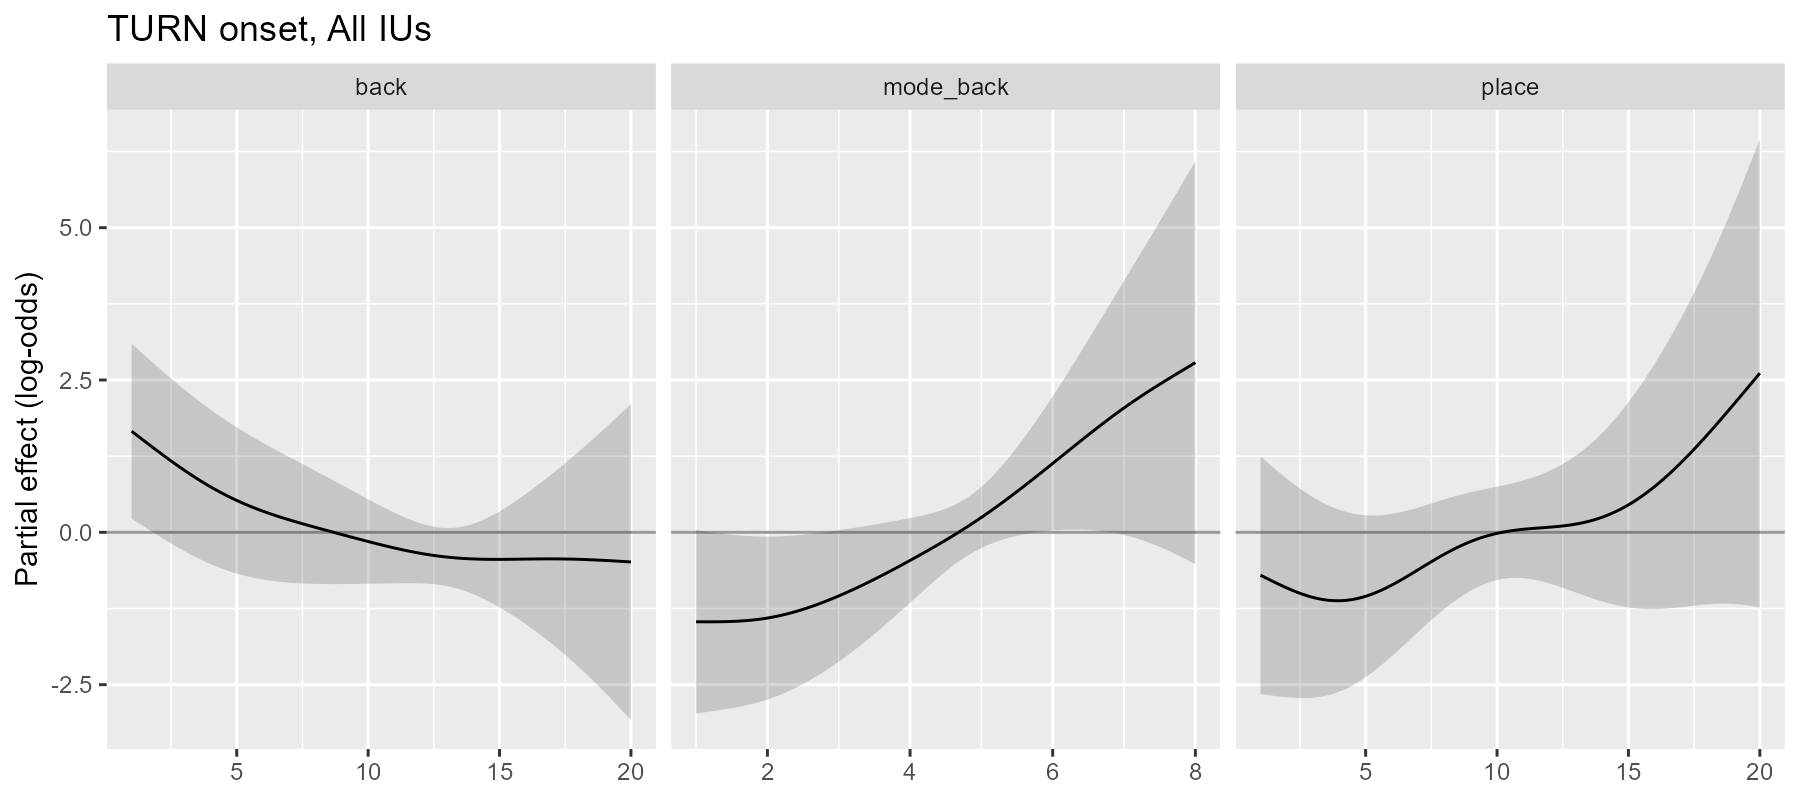 TURN onset, All IUs
back mode_back place
Partial effect (log-odds)
5.0
2.5
0.0
-2.5
5 10 15 20 2 4 6 8 5 10 15 20